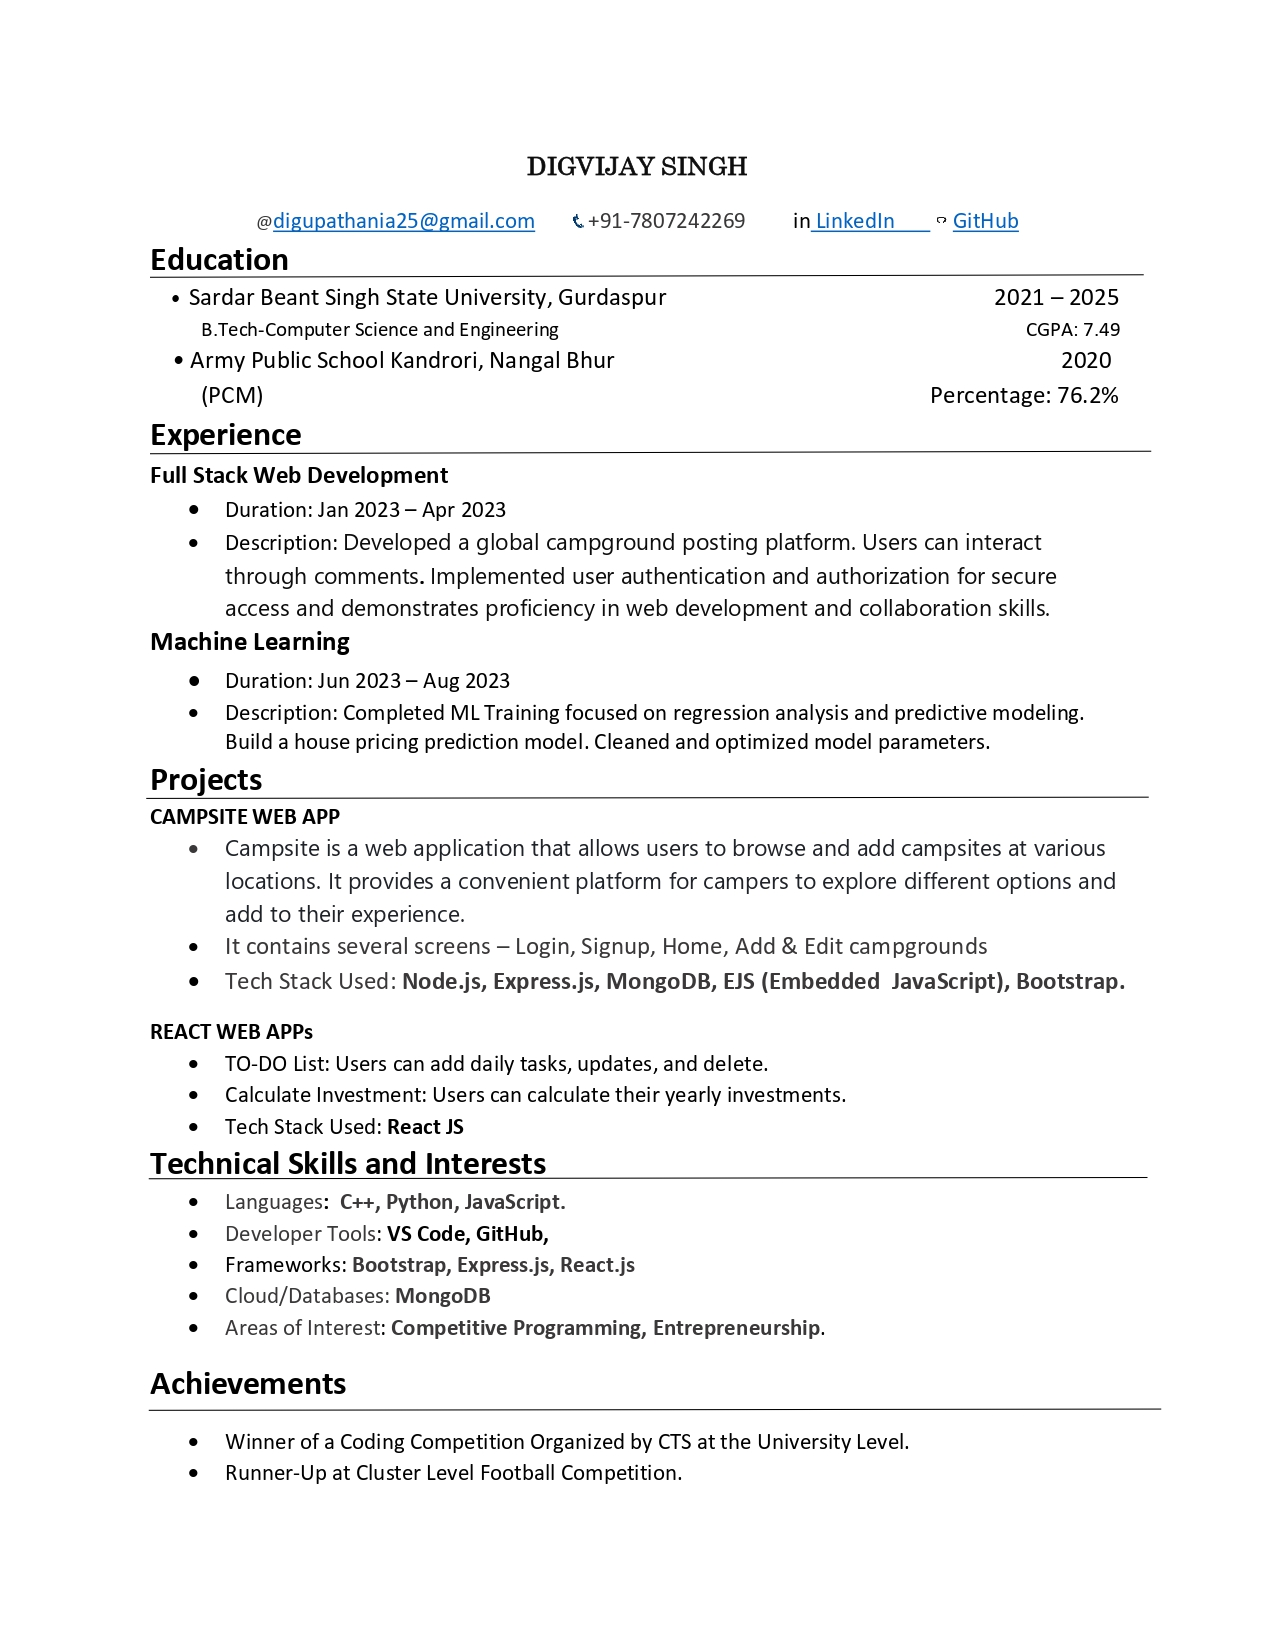 DIGVIJAY SINGH
@digupathania25@gmail.com +91-7807242269 in LinkedIn GitHub
Education
• Sardar Beant Singh State University, Gurdaspur 2021 – 2025
B.Tech-Computer Science and Engineering CGPA: 7.49
• Army Public School Kandrori, Nangal Bhur 2020
(PCM) Percentage: 76.2%
Experience
Full Stack Web Development
• Duration: Jan 2023 – Apr 2023
• Description: Developed a global campground posting platform. Users can interact
through comments. Implemented user authentication and authorization for secure
access and demonstrates proficiency in web development and collaboration skills.
Machine Learning
• Duration: Jun 2023 – Aug 2023
• Description: Completed ML Training focused on regression analysis and predictive modeling.
Build a house pricing prediction model. Cleaned and optimized model parameters.
Projects
CAMPSITE WEB APP
• Campsite is a web application that allows users to browse and add campsites at various
locations. It provides a convenient platform for campers to explore different options and
add to their experience.
• It contains several screens – Login, Signup, Home, Add & Edit campgrounds
• Tech Stack Used: Node.js, Express.js, MongoDB, EJS (Embedded JavaScript), Bootstrap.
REACT WEB APPs
• TO-DO List: Users can add daily tasks, updates, and delete.
• Calculate Investment: Users can calculate their yearly investments.
• Tech Stack Used: React JS
Technical Skills and Interests
• Languages: C++, Python, JavaScript.
• Developer Tools: VS Code, GitHub,
• Frameworks: Bootstrap, Express.js, React.js
• Cloud/Databases: MongoDB
• Areas of Interest: Competitive Programming, Entrepreneurship.
Achievements
• Winner of a Coding Competition Organized by CTS at the University Level.
• Runner-Up at Cluster Level Football Competition.